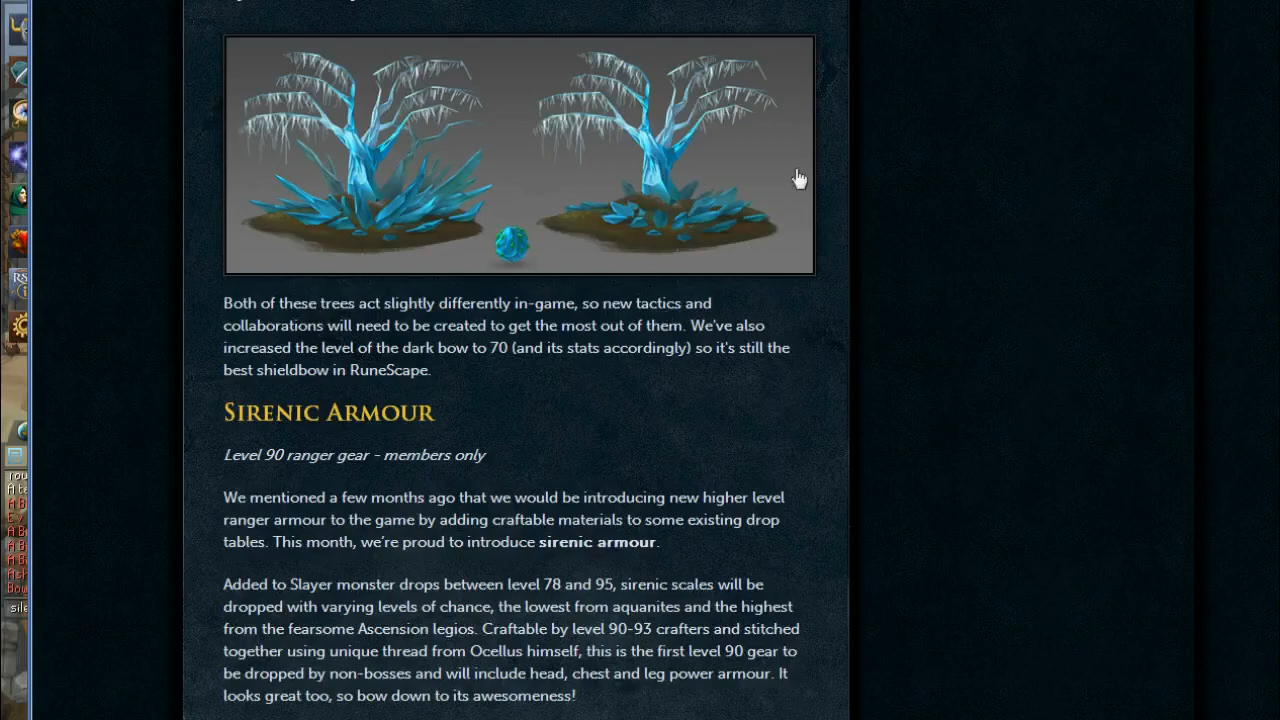 Both of these trees act slightly differently in-game, so new tactics and
collaborations will need to be created to get the most out of them. We've also
increased the level of the dark bow to 70 (and its stats accordingly) so it's still the
best shieldbow in RuneScape.
SIRENIC ARMOUR
Level 90 ranger gear - members only
We mentioned a few months ago that we would be introducing new higher level
ranger armour to the game by adding craftable materials to some existing drop
tables. This month, we're proud to introduce sirenic armour.
Added to Slayer monster drops between level 78 and 95, sirenic scales will be
dropped with varying levels of chance, the lowest from aquanites and the highest
from the fearsome Ascension legios. Craftable by level 90-93 crafters and stitched
together using unique thread from Ocellus himself, this is the first level 90 gear to
be dropped by non-bosses and will include head, chest and leg power armour. It
looks great too, so bow down to its awesomeness!